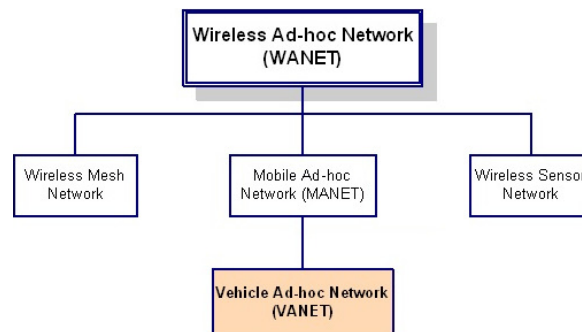 Wireless Ad-hoc Network
(WANET)
Wireless Mesh
Network
Mobile Ad-hoc
Network (MANET)
Wireless Sensor
Network
Vehicle Ad-hoc Network
(VANET)